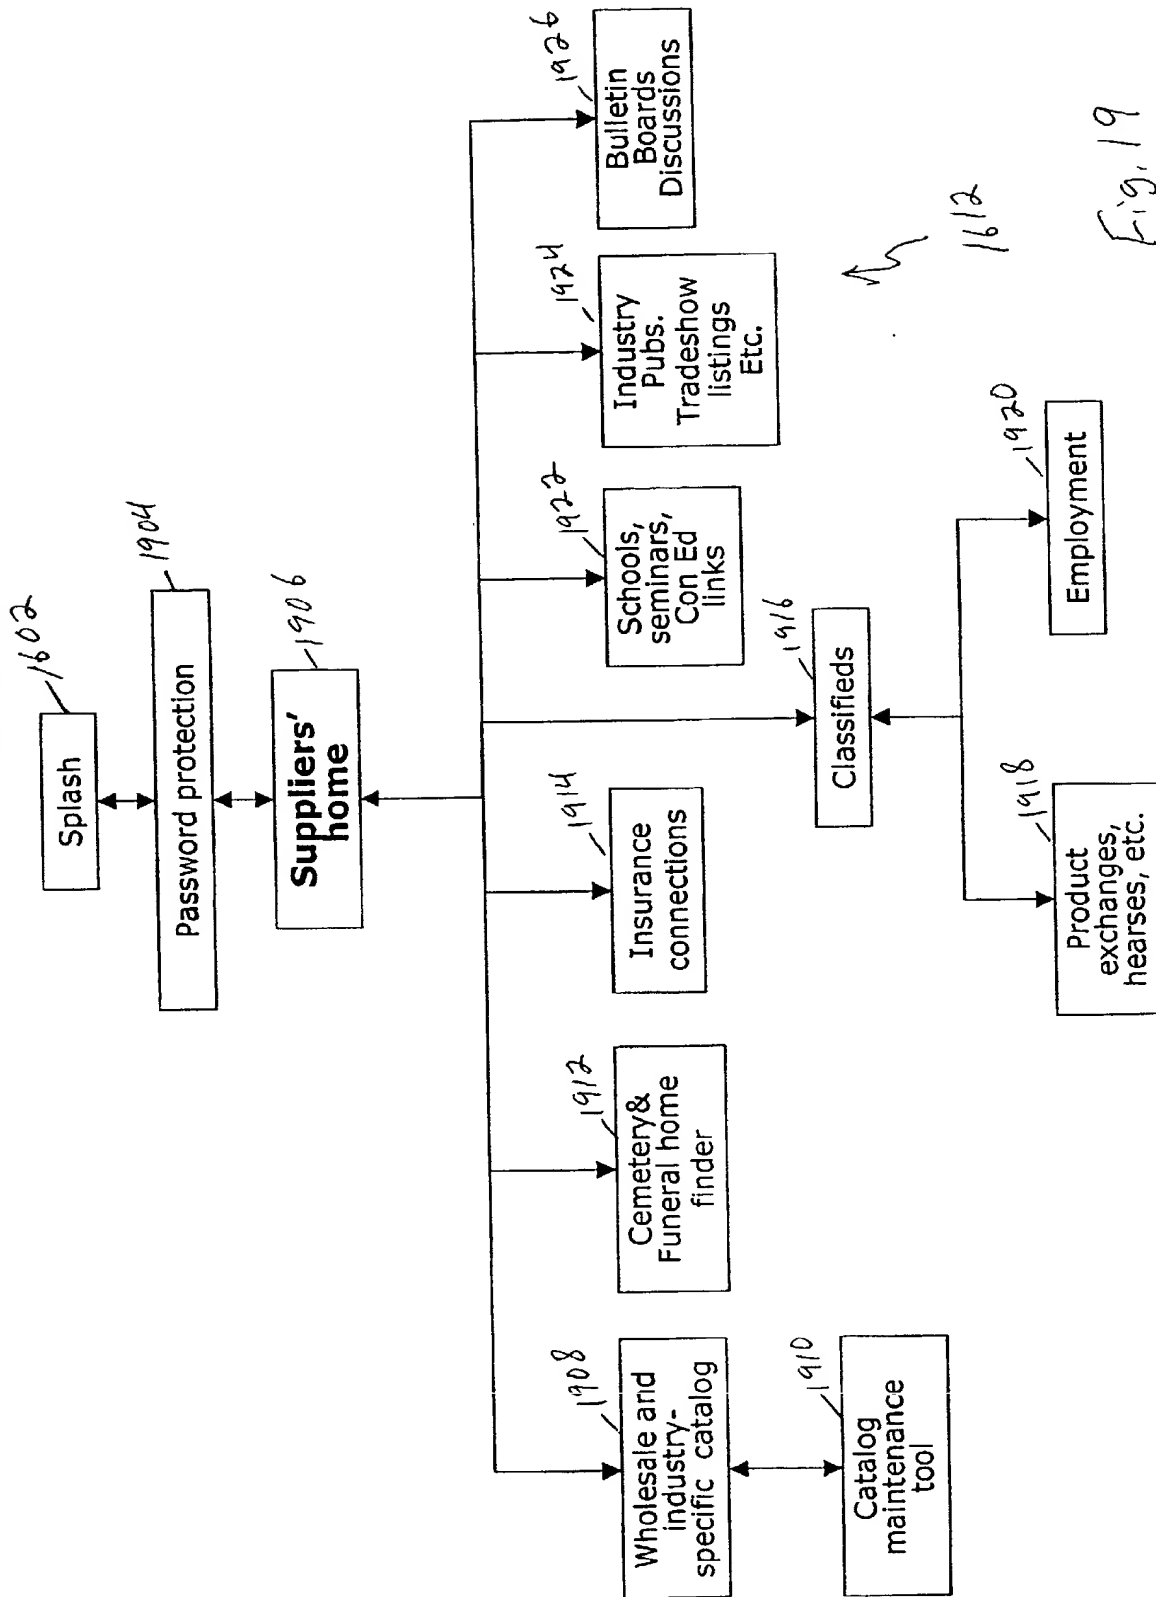 1602
Splash
1904
Password protection
1906
Suppliers'
home
1908
Wholesale and
industry-
specific catalog
1910
Catalog
maintenance
tool
1912
Cemetery&
Funeral home
finder
1914
Insurance
connections
1916
Classifieds
1918
Product
exchanges,
hearses, etc.
1920
Employment
1922
Schools,
seminars,
Con Ed
links
1924
Industry
Pubs.
Tradeshow
listings
Etc.
1926
Bulletin
Boards
Discussions
1612
Fig. 19